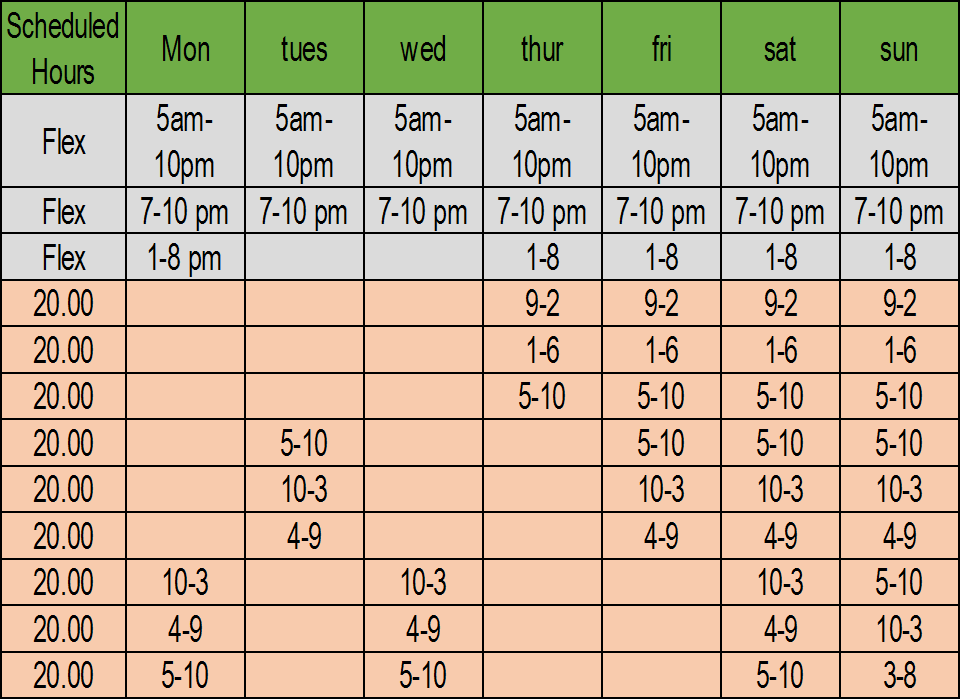 Scheduled Hours Mon tues wed thur fri sat sun
Flex 5am-10pm 5am-10pm 5am-10pm 5am-10pm 5am-10pm 5am-10pm 5am-10pm
Flex 7-10 pm 7-10 pm 7-10 pm 7-10 pm 7-10 pm 7-10 pm 7-10 pm
Flex 1-8 pm 1-8 1-8 1-8 1-8
20.00 9-2 9-2 9-2 9-2
20.00 1-6 1-6 1-6 1-6
20.00 5-10 5-10 5-10 5-10
20.00 5-10 5-10 5-10 5-10
20.00 10-3 10-3 10-3 10-3
20.00 4-9 4-9 4-9 4-9
20.00 10-3 10-3 10-3 5-10
20.00 4-9 4-9 4-9 10-3
20.00 5-10 5-10 5-10 3-8